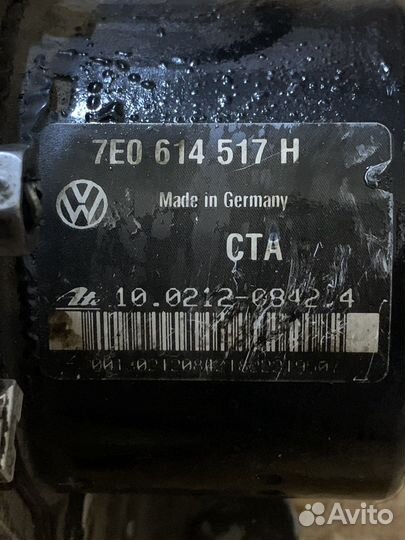 7E0 614 517 H
Made in Germany
CTA
10.0212-0842.4
Avito